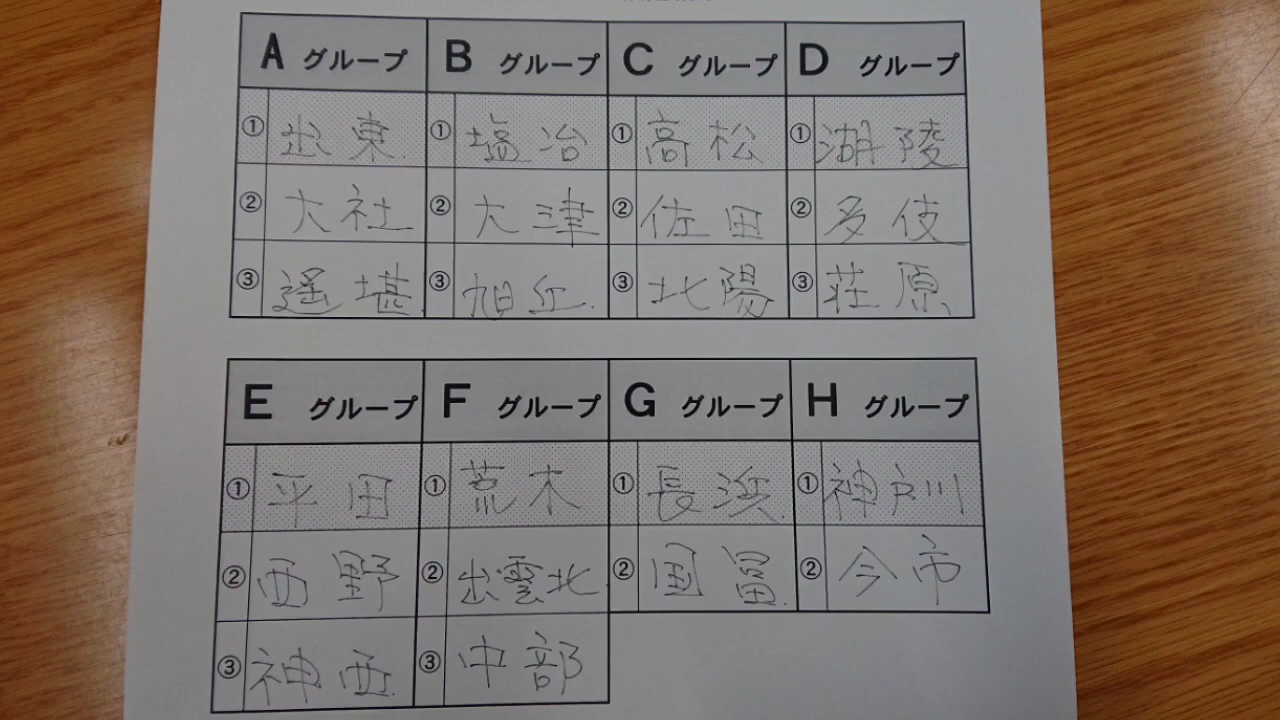 A グループ B グループ C グループ D グループ
① 出東 ① 塩冶 ① 高松 ① 湖陵
② 大社 ② 大津 ② 佐田 ② 多伎
③ 遥堪 ③ 旭丘 ③ 北陽 ③ 荘原
E グループ F グループ G グループ H グループ
① 平田 ① 荒木 ① 長浜 ① 神戸川
② 西野 ② 出雲北 ② 国富 ② 今市
③ 神西 ③ 中部